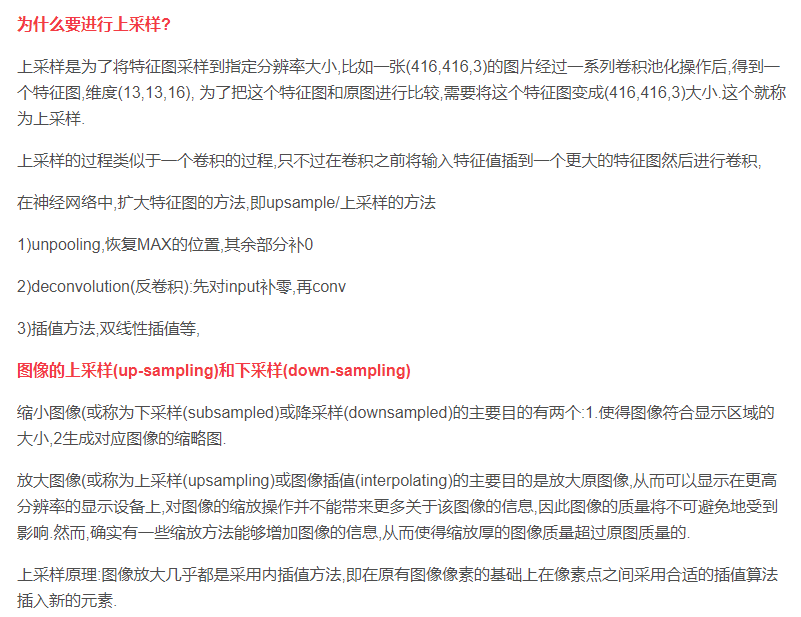 为什么要进行上采样?
上采样是为了将特征图采样到指定分辨率大小,比如一张(416,416,3)的图片经过一系列卷积池化操作后,得到一
个特征图,维度(13,13,16), 为了把这个特征图和原图进行比较,需要将这个特征图变成(416,416,3)大小.这个就称
为上采样.
上采样的过程类似于一个卷积的过程,只不过在卷积之前将输入特征值插到一个更大的特征图然后进行卷积,
在神经网络中,扩大特征图的方法,即upsample/上采样的方法
1)unpooling,恢复MAX的位置,其余部分补0
2)deconvolution(反卷积):先对input补零,再conv
3)插值方法,双线性插值等,
图像的上采样(up-sampling)和下采样(down-sampling)
缩小图像(或称为下采样(subsampled)或降采样(downsampled)的主要目的有两个:1.使得图像符合显示区域的
大小,2生成对应图像的缩略图.
放大图像(或称为上采样(upsampling)或图像插值(interpolating)的主要目的是放大原图像,从而可以显示在更高
分辨率的显示设备上,对图像的缩放操作并不能带来更多关于该图像的信息,因此图像的质量将不可避免地受到
影响.然而,确实有一些缩放方法能够增加图像的信息,从而使得缩放厚的图像质量超过原图质量的.
上采样原理:图像放大几乎都是采用内插值方法,即在原有图像像素的基础上在像素点之间采用合适的插值算法
插入新的元素.